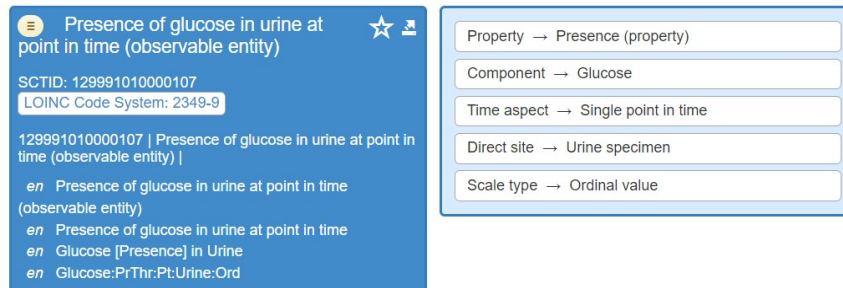 Presence of glucose in urine at
point in time (observable entity)
SCTID: 129991010000107
LOINC Code System: 2349-9
129991010000107 | Presence of glucose in urine at point in
time (observable entity) |
en Presence of glucose in urine at point in time
(observable entity)
en Presence of glucose in urine at point in time
en Glucose [Presence] in Urine
en Glucose:PrThr:Pt:Urine:Ord
Property → Presence (property)
Component → Glucose
Time aspect → Single point in time
Direct site → Urine specimen
Scale type → Ordinal value